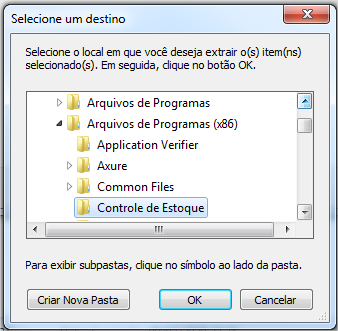 Selecione um destino
Selecione o local em que você deseja extrair o(s) item(ns)
selecionado(s). Em seguida, clique no botão OK.
Arquivos de Programas
Arquivos de Programas (x86)
Application Verifier
Axure
Common Files
Controle de Estoque
Para exibir subpastas, clique no símbolo ao lado da pasta.
Criar Nova Pasta
OK
Cancelar